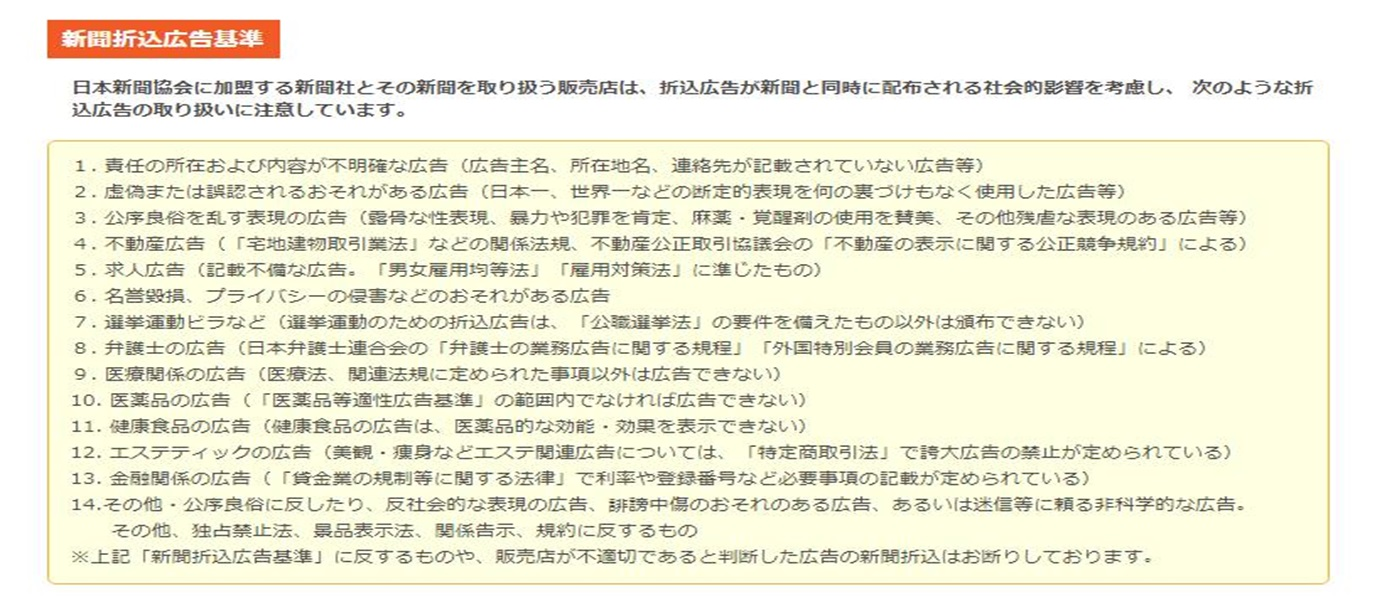 新聞折込広告基準
日本新聞協会に加盟する新聞社とその新聞を取り扱う販売店は、折込広告が新聞と同時に配布される社会的影響を考慮し、 次のような折
込広告の取り扱いに注意しています。
1. 責任の所在および内容が不明確な広告（広告主名、所在地名、連絡先が記載されていない広告等）
2. 虚偽または誤認されるおそれがある広告（日本一、世界一などの断定的表現を何の裏づけもなく使用した広告等）
3. 公序良俗を乱す表現の広告（露骨な性表現、暴力や犯罪を肯定、麻薬・覚醒剤の使用を賛美、その他残虐な表現のある広告等）
4. 不動産広告（「宅地建物取引業法」などの関係法規、不動産公正取引協議会の「不動産の表示に関する公正競争規約」による）
5. 求人広告（記載不備な広告。「男女雇用均等法」「雇用対策法」に準じたもの）
6. 名誉毀損、プライバシーの侵害などのおそれがある広告
7. 選挙運動ビラなど（選挙運動のための折込広告は、「公職選挙法」の要件を備えたもの以外は頒布できない）
8. 弁護士の広告（日本弁護士連合会の「弁護士の業務広告に関する規程」「外国特別会員の業務広告に関する規程」による）
9. 医療関係の広告（医療法、関連法規に定められた事項以外は広告できない）
10. 医薬品の広告（「医薬品等適性広告基準」の範囲内でなければ広告できない）
11. 健康食品の広告（健康食品の広告は、医薬品的な効能・効果を表示できない）
12. エステティックの広告（美観・痩身などエステ関連広告については、「特定商取引法」で誇大広告の禁止が定められている）
13. 金融関係の広告（「貸金業の規制等に関する法律」で利率や登録番号など必要事項の記載が定められている）
14.その他・公序良俗に反したり、反社会的な表現の広告、誹謗中傷のおそれのある広告、あるいは迷信等に頼る非科学的な広告。
その他、独占禁止法、景品表示法、関係告示、規約に反するもの
※上記「新聞折込広告基準」に反するものや、販売店が不適切であると判断した広告の新聞折込はお断りしております。